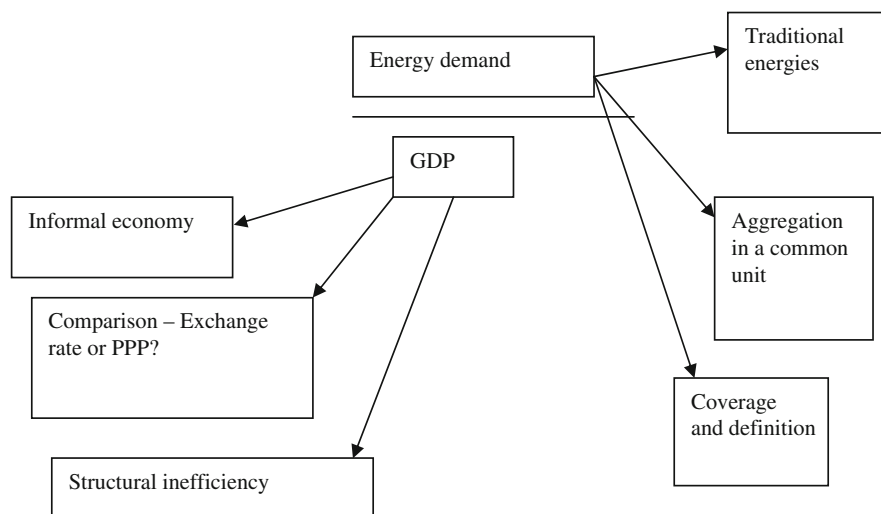 Energy demand
Traditional
energies
GDP
Informal economy
Aggregation
in a common
unit
Comparison – Exchange
rate or PPP?
Coverage
and definition
Structural inefficiency